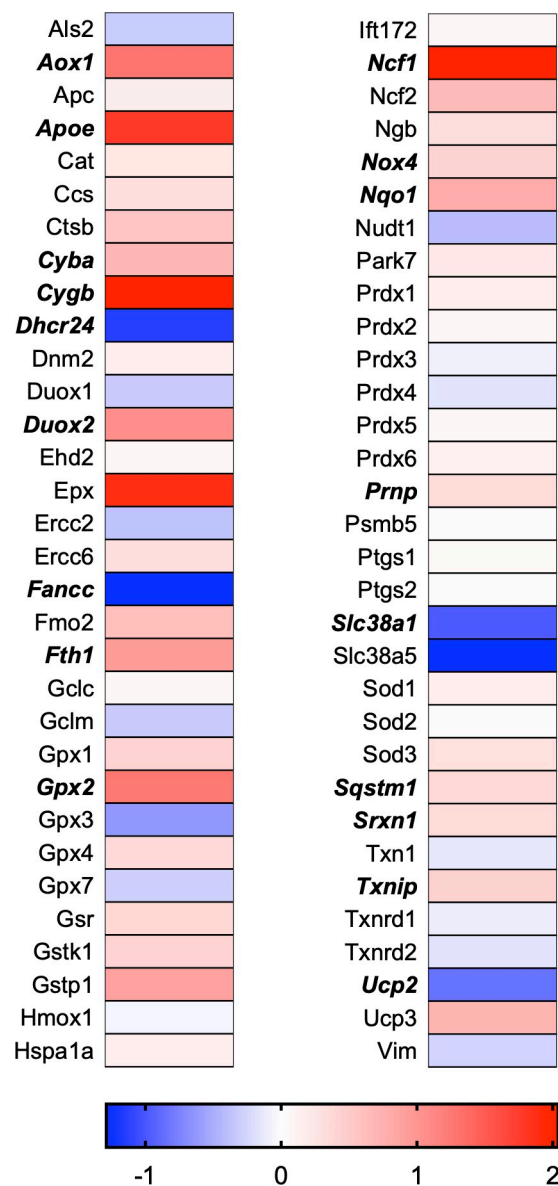 Als2
Aox1
Apc
Apoe
Cat
Ccs
Ctsb
Cyba
Cygb
Dhcr24
Dnm2
Duox1
Duox2
Ehd2
Epx
Ercc2
Ercc6
Fancc
Fmo2
Fth1
Gclc
Gclm
Gpx1
Gpx2
Gpx3
Gpx4
Gpx7
Gsr
Gstk1
Gstp1
Hmox1
Hspa1a
Ift172
Ncf1
Ncf2
Ngb
Nox4
Nqo1
Nudt1
Park7
Prdx1
Prdx2
Prdx3
Prdx4
Prdx5
Prdx6
Prnp
Psmb5
Ptgs1
Ptgs2
Slc38a1
Slc38a5
Sod1
Sod2
Sod3
Sqstm1
Srxn1
Txn1
Txnip
Txnrd1
Txnrd2
Ucp2
Ucp3
Vim
-1 0 1 2